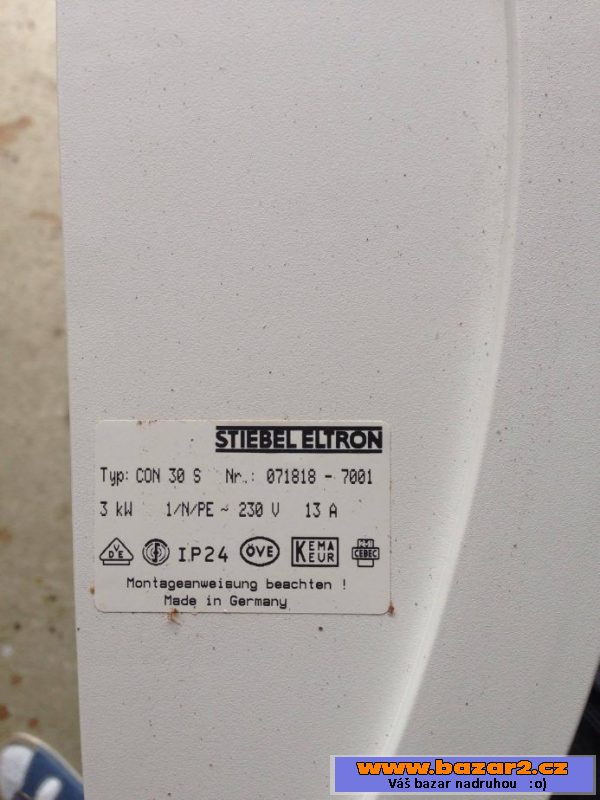 STIEBEL ELTRON
Typ: CON 30 S Nr.: 071818 - 7001
3 kW 1/N/PE ~ 230 V 13 A
VDE IP24 ÖVE KEMA KEUR CEBEC
Montageanweisung beachten !
Made in Germany
www.bazar2.cz
Váš bazar nadruhou :o)